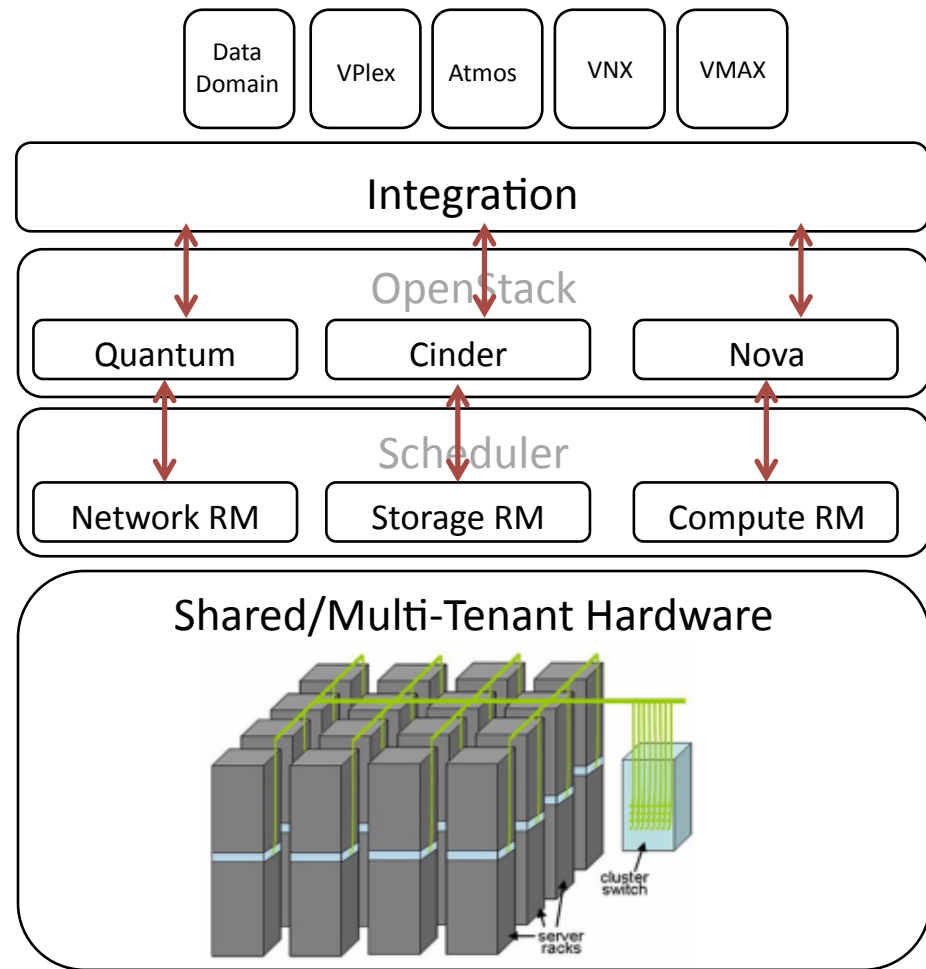 Data
Domain
VPlex
Atmos
VNX
VMAX
Integration
OpenStack
Quantum
Cinder
Nova
Scheduler
Network RM
Storage RM
Compute RM
Shared/Multi-Tenant Hardware
cluster
switch
server
racks